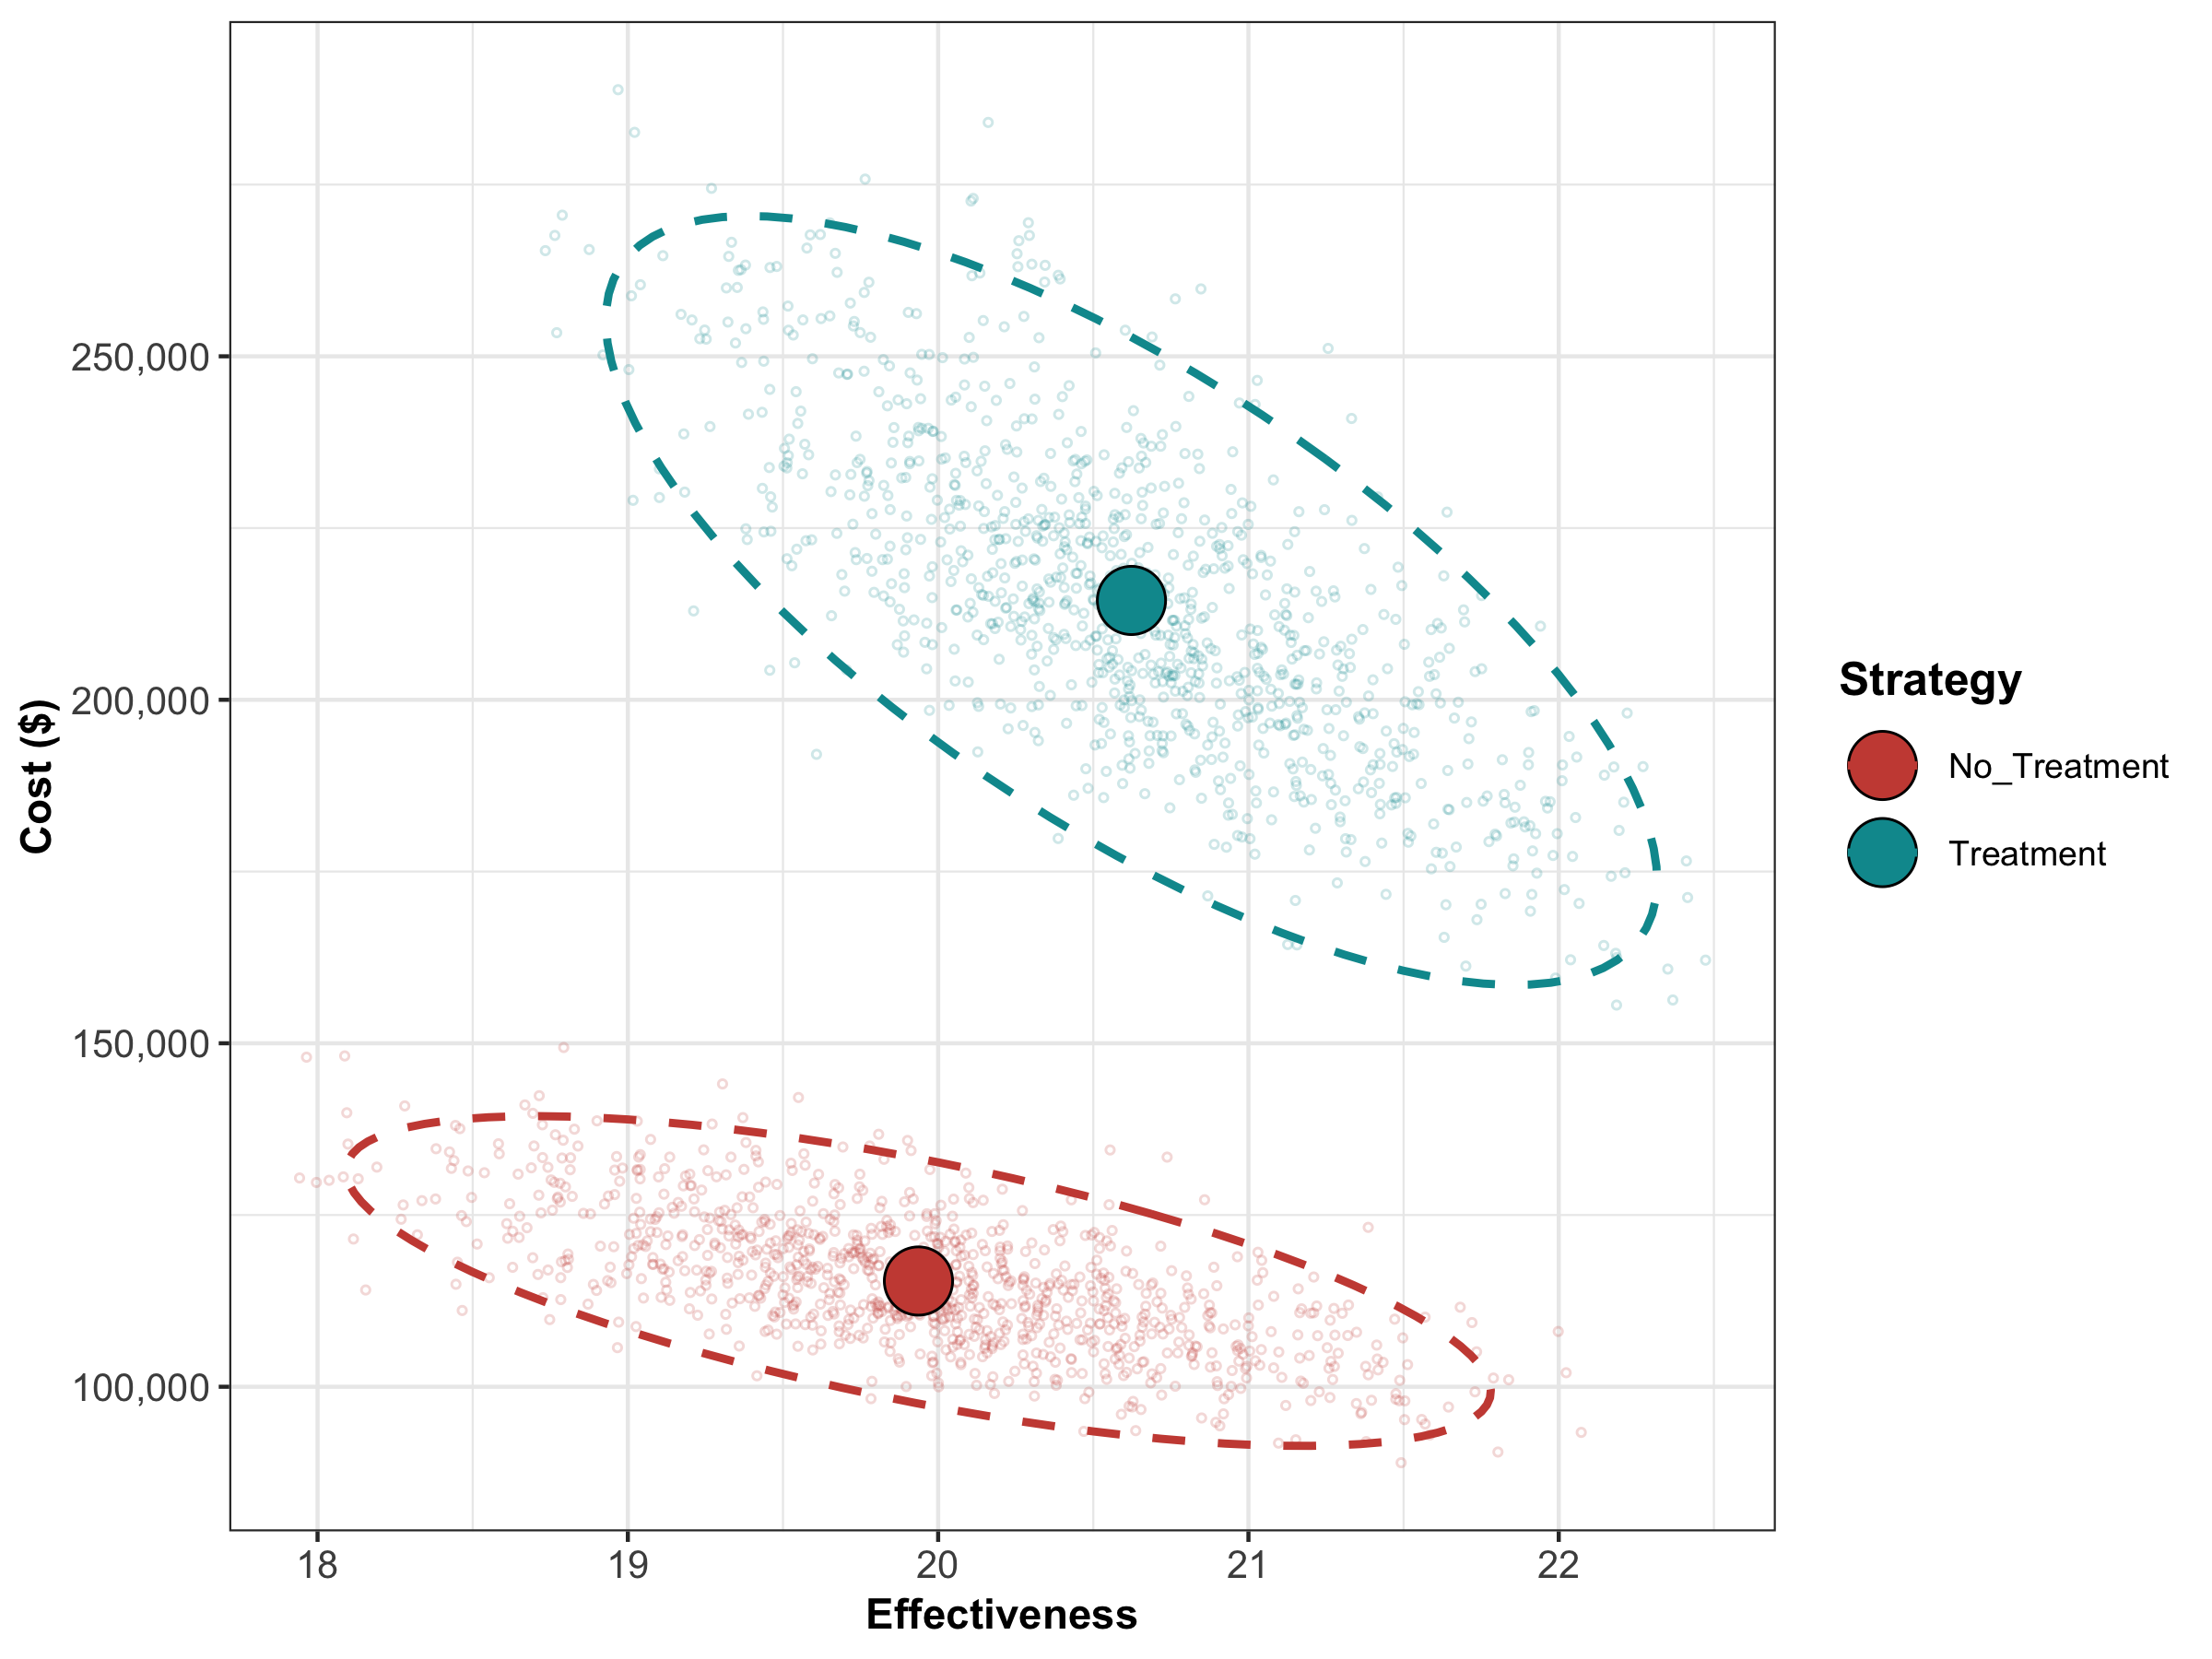 Cost ($)
250,000
200,000
150,000
100,000
18 19 20 21 22
Effectiveness
Strategy
No_Treatment
Treatment